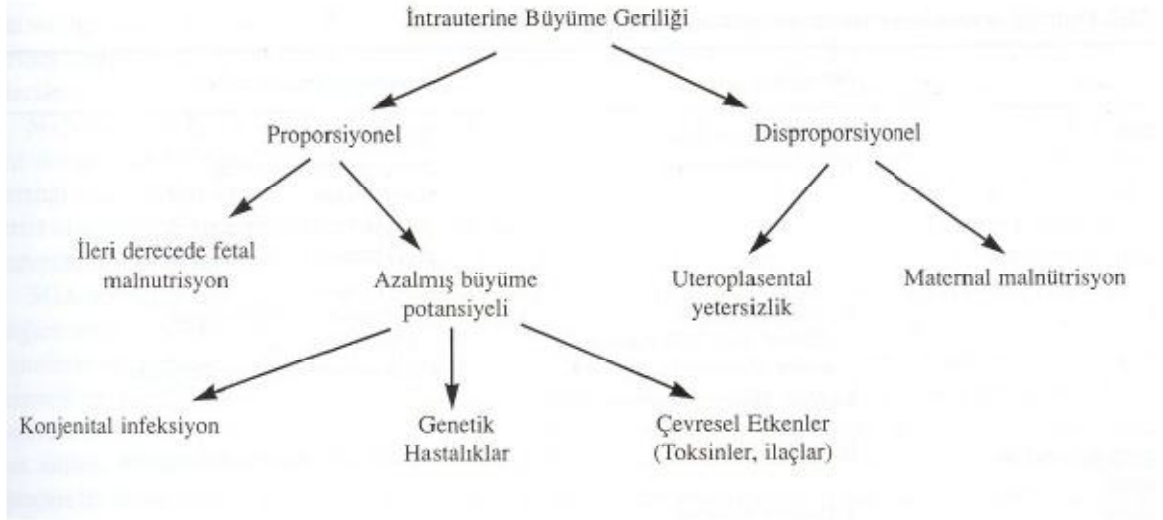 İntrauterine Büyüme Geriliği
Proporsiyonel
Disproporsiyonel
İleri derecede fetal
malnutrisyon
Azalmış büyüme
potansiyeli
Uteroplasental
yetersizlik
Maternal malnütrisyon
Konjenital infeksiyon
Genetik
Hastalıklar
Çevresel Etkenler
(Toksinler, ilaçlar)